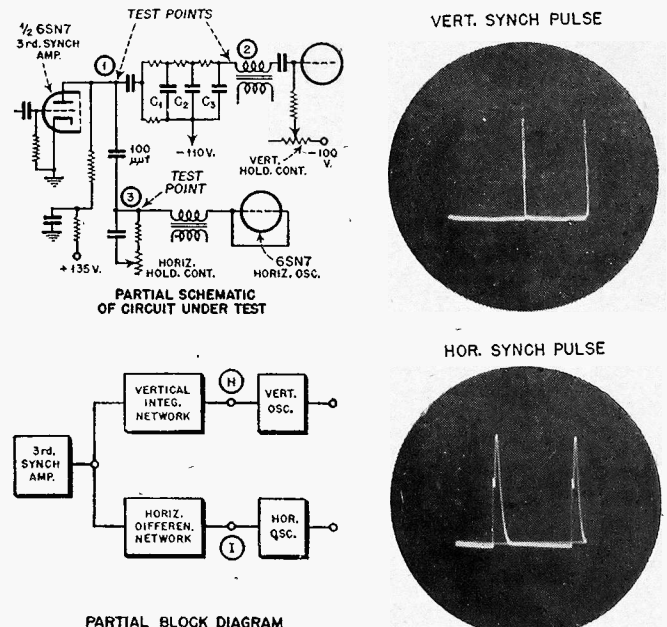 ½ 6SN7
3rd. SYNCH
AMP.
TEST POINTS
1
2
C1
C2
C3
-110V.
VERT.
HOLD. CONT.
-100
V.
100
µµf
3
TEST
POINT
+135V.
HORIZ.
HOLD. CONT.
6SN7
HORIZ. OSC.
PARTIAL SCHEMATIC
OF CIRCUIT UNDER TEST
VERT. SYNCH PULSE
3rd.
SYNCH
AMP.
VERTICAL
INTEG.
NETWORK
H
VERT.
OSC.
HORIZ.
DIFFEREN.
NETWORK
I
HOR.
OSC.
PARTIAL BLOCK DIAGRAM
HOR. SYNCH PULSE